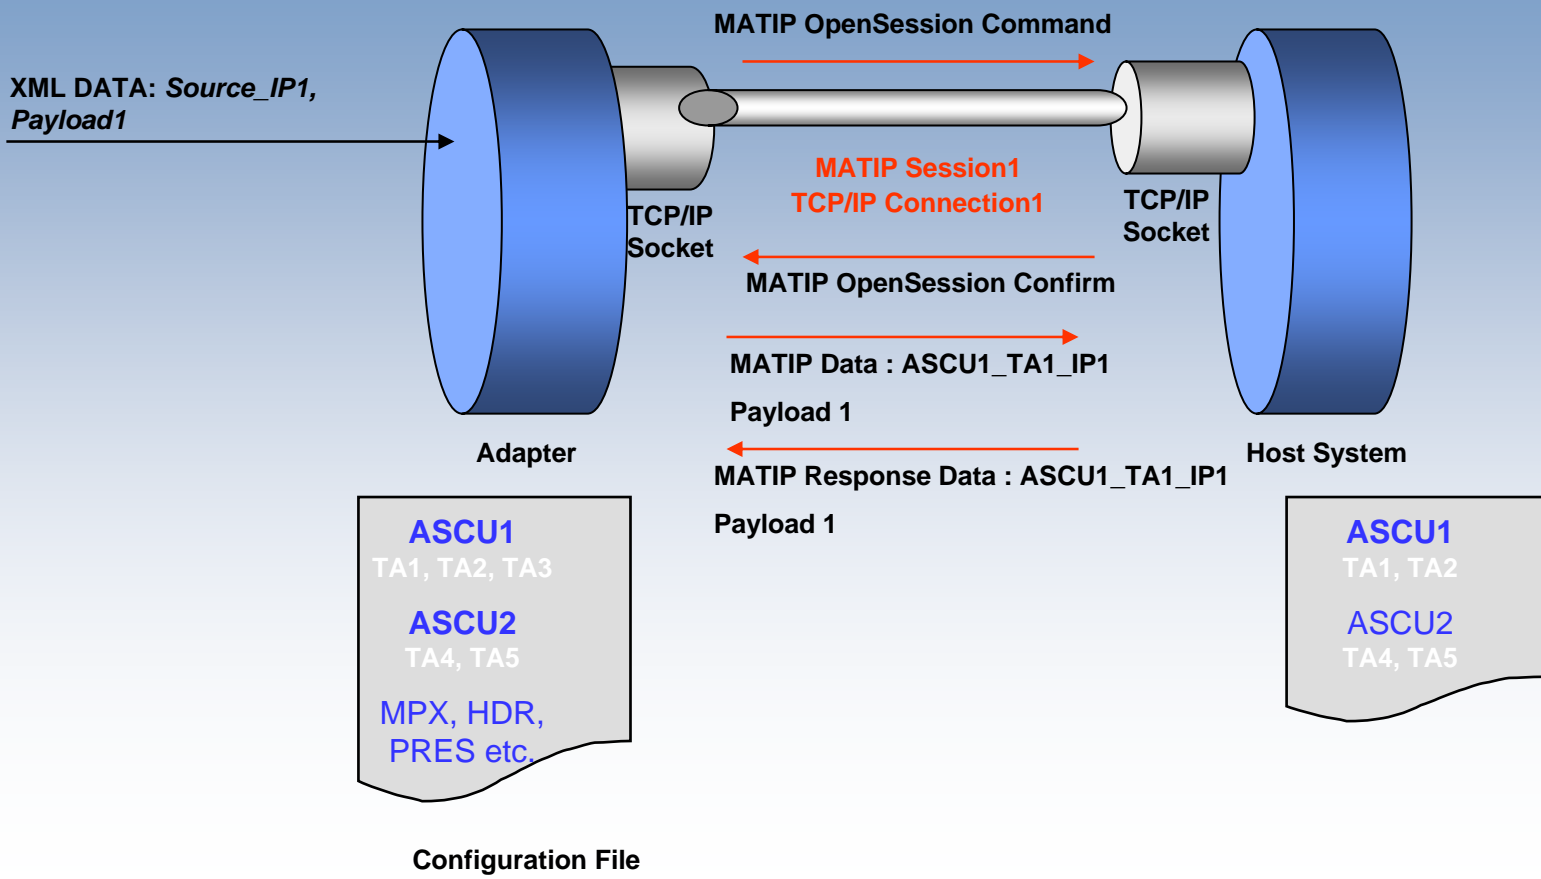 MATIP OpenSession Command
XML DATA: Source_IP1,
Payload1
MATIP Session1
TCP/IP Connection1
TCP/IP
Socket
TCP/IP
Socket
MATIP OpenSession Confirm
MATIP Data : ASCU1_TA1_IP1
Payload 1
Adapter
Host System
MATIP Response Data : ASCU1_TA1_IP1
Payload 1
ASCU1
TA1, TA2, TA3
ASCU2
TA4, TA5
MPX, HDR,
PRES etc.
ASCU1
TA1, TA2
ASCU2
TA4, TA5
Configuration File